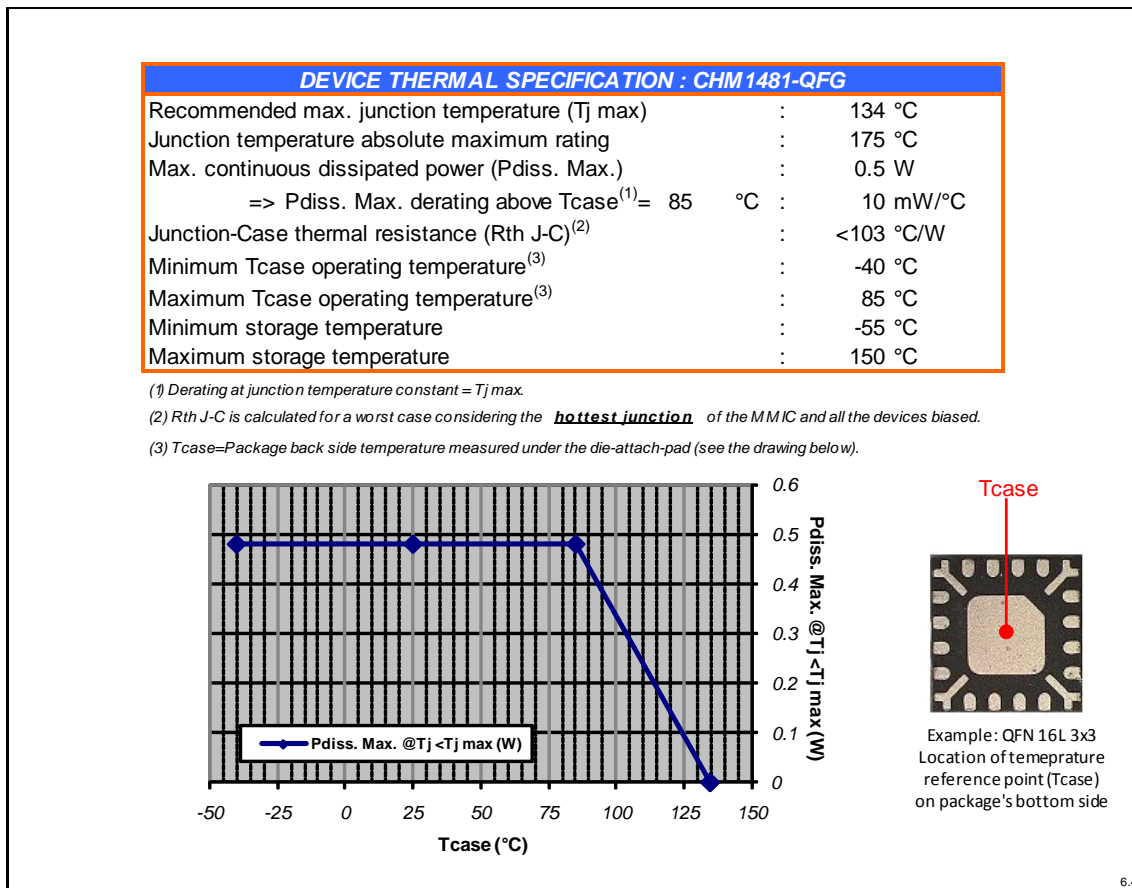 DEVICE THERMAL SPECIFICATION : CHM1481-QFG
Recommended max. junction temperature (Tj max) : 134 °C
Junction temperature absolute maximum rating : 175 °C
Max. continuous dissipated power (Pdiss. Max.) : 0.5 W
=> Pdiss. Max. derating above Tcase(1)= 85 °C : 10 mW/°C
Junction-Case thermal resistance (Rth J-C)(2) : <103 °C/W
Minimum Tcase operating temperature(3) : -40 °C
Maximum Tcase operating temperature(3) : 85 °C
Minimum storage temperature : -55 °C
Maximum storage temperature : 150 °C
(1) Derating at junction temperature constant = Tj max.
(2) Rth J-C is calculated for a worst case considering the hottest junction of the MMIC and all the devices biased.
(3) Tcase=Package back side temperature measured under the die-attach-pad (see the drawing below).
0.6
0.5
0.4
0.3
0.2
0.1
0
Pdiss. Max. @Tj <Tj max (W)
Pdiss. Max. @Tj <Tj max (W)
-50 -25 0 25 50 75 100 125 150
Tcase (°C)
Tcase
Example: QFN 16L 3x3
Location of temeprature
reference point (Tcase)
on package's bottom side